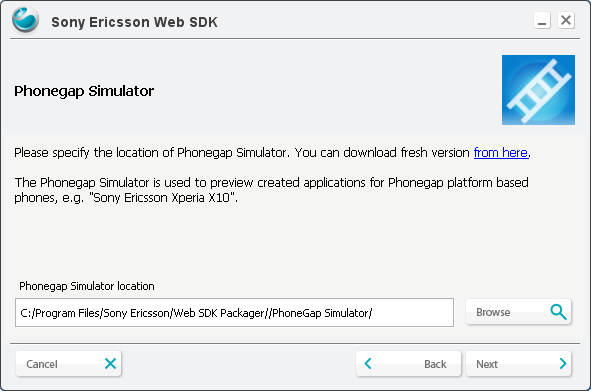 Sony Ericsson Web SDK
Phonegap Simulator
Please specify the location of Phonegap Simulator. You can download fresh version from here.
The Phonegap Simulator is used to preview created applications for Phonegap platform based
phones, e.g. "Sony Ericsson Xperia X10".
Phonegap Simulator location
C:/Program Files/Sony Ericsson/Web SDK Packager//PhoneGap Simulator/
Browse
Cancel
Back
Next